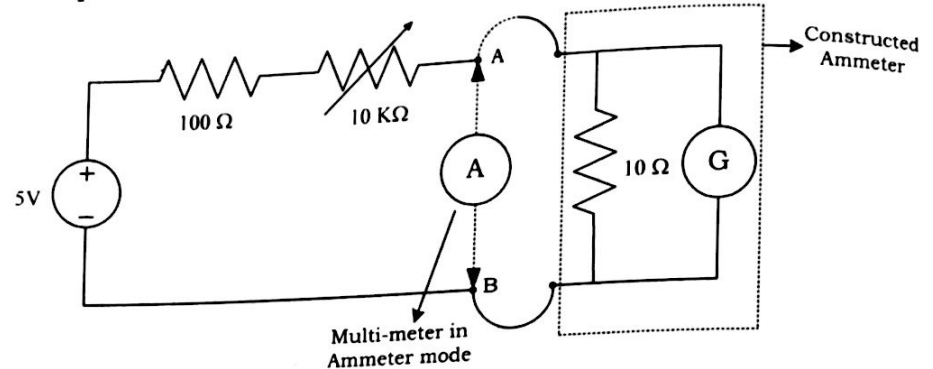 A
Constructed
Ammeter
100 Ω
10 KΩ
+
A
10 Ω
G
5V
−
B
Multi-meter in
Ammeter mode